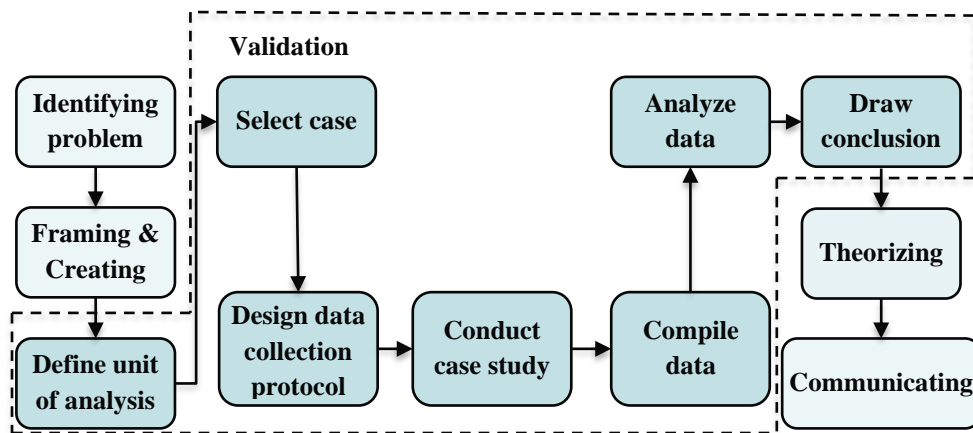 Validation
Identifying
problem
Framing &
Creating
Define unit
of analysis
Select case
Design data
collection
protocol
Conduct
case study
Compile
data
Analyze
data
Draw
conclusion
Theorizing
Communicating